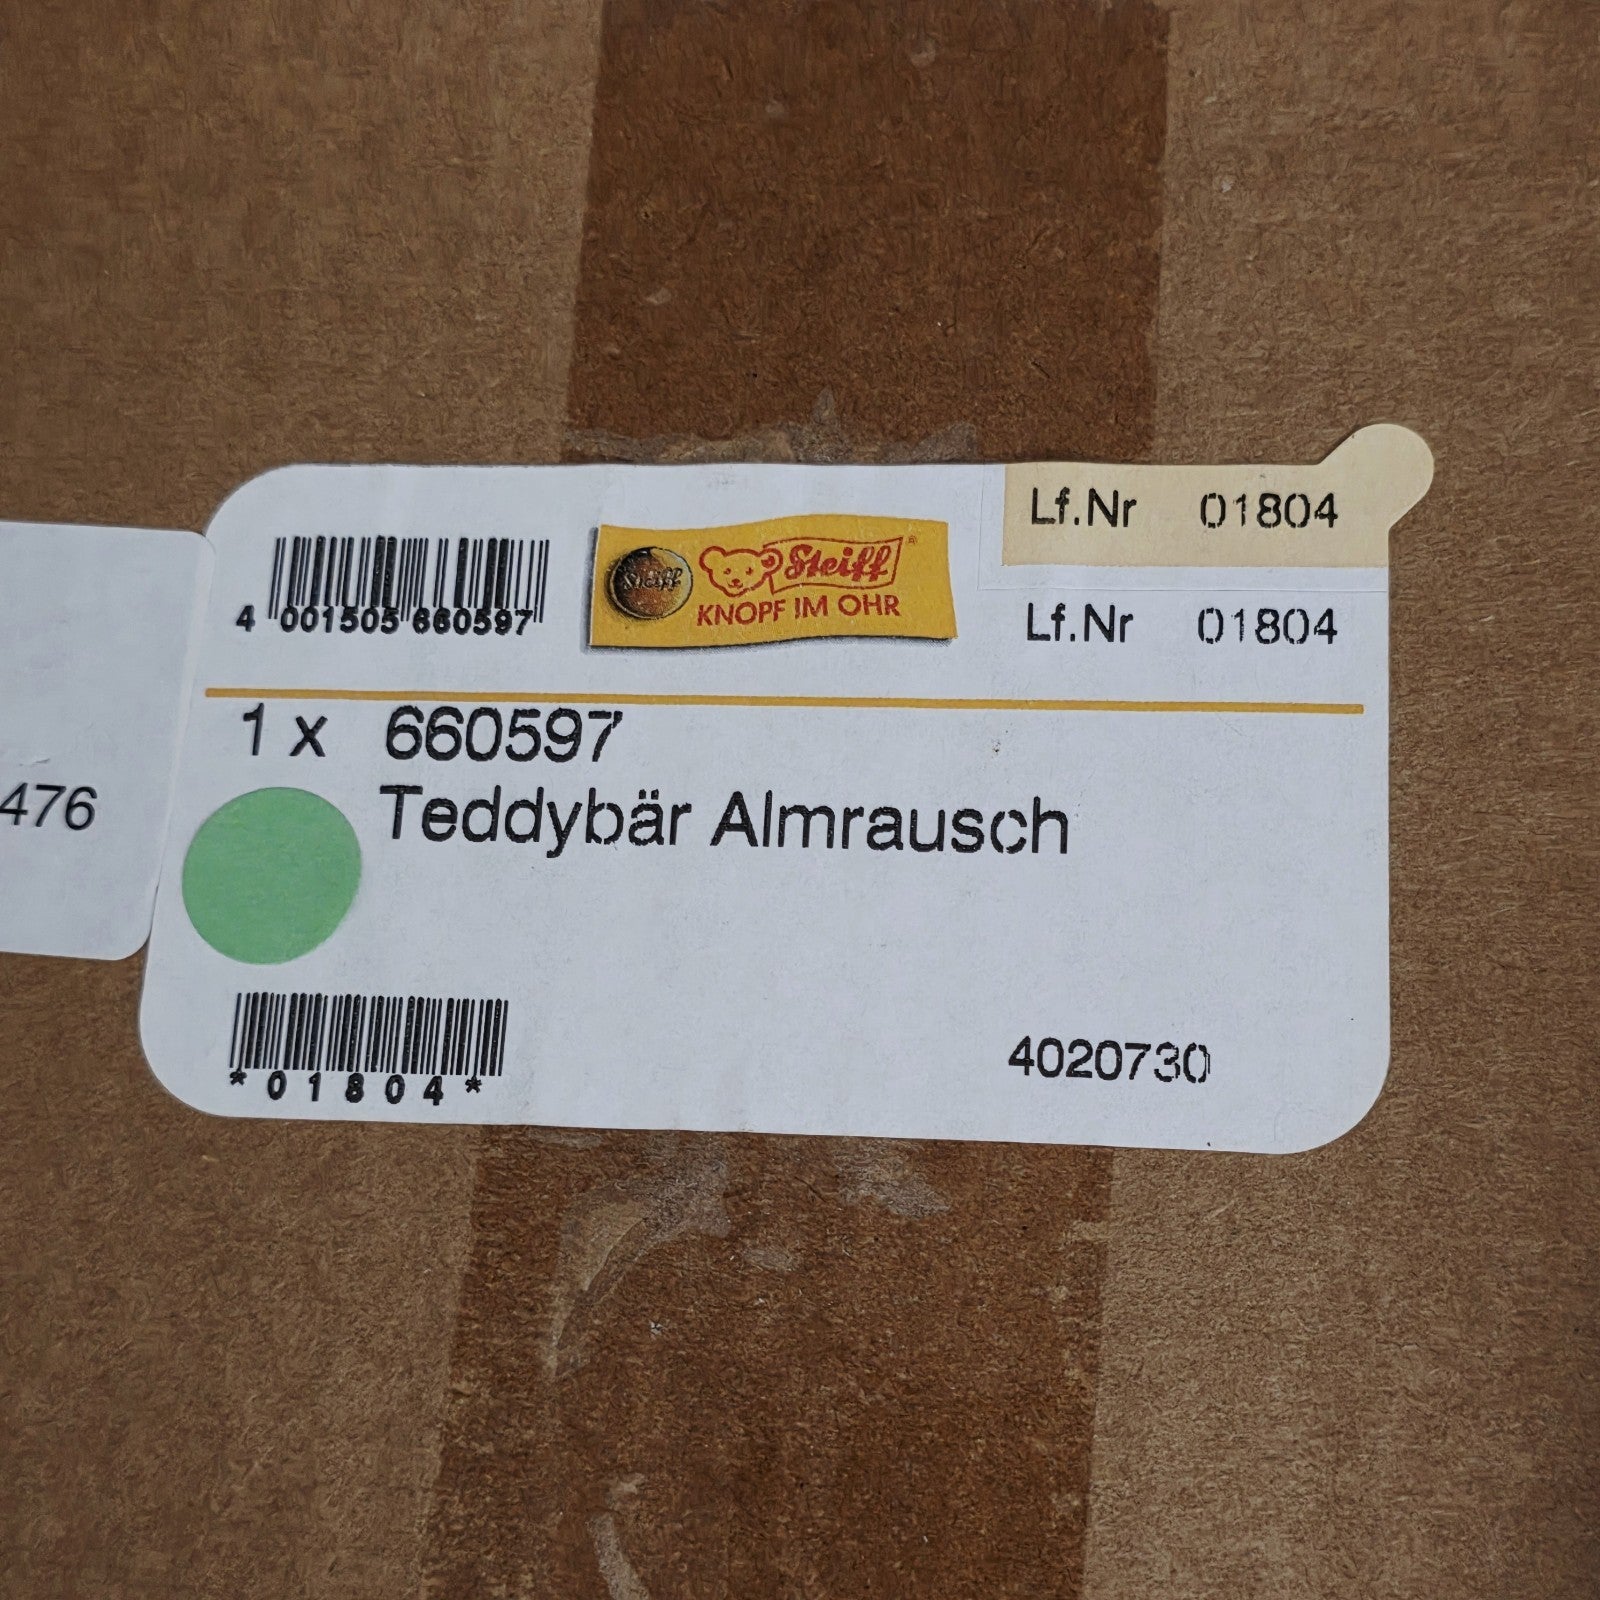 Lf.Nr 01804
Steiff
Steiff ®
KNOPF IM OHR
4 001505 660597
Lf.Nr 01804
1 x 660597
476
Teddybär Almrausch
*01804*
4020730